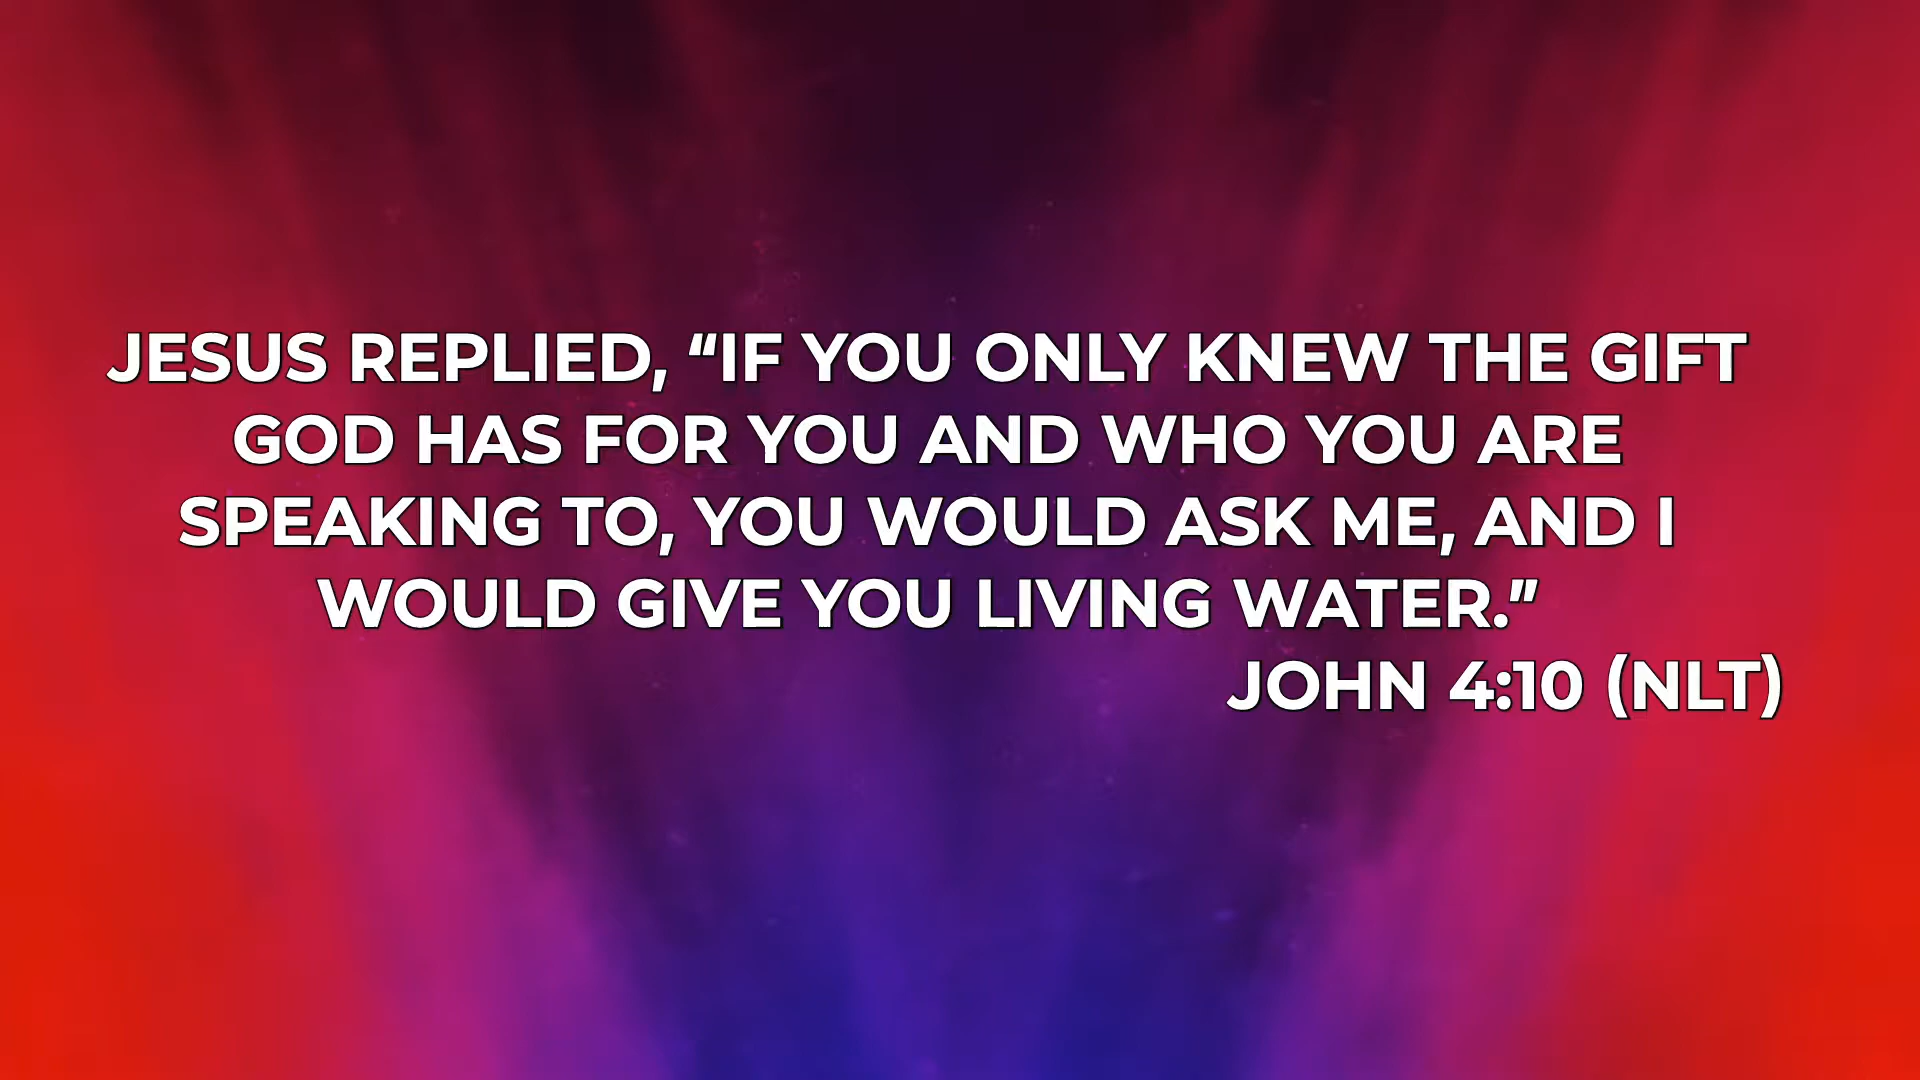 JESUS REPLIED, “IF YOU ONLY KNEW THE GIFT
GOD HAS FOR YOU AND WHO YOU ARE
SPEAKING TO, YOU WOULD ASK ME, AND I
WOULD GIVE YOU LIVING WATER.”
JOHN 4:10 (NLT)